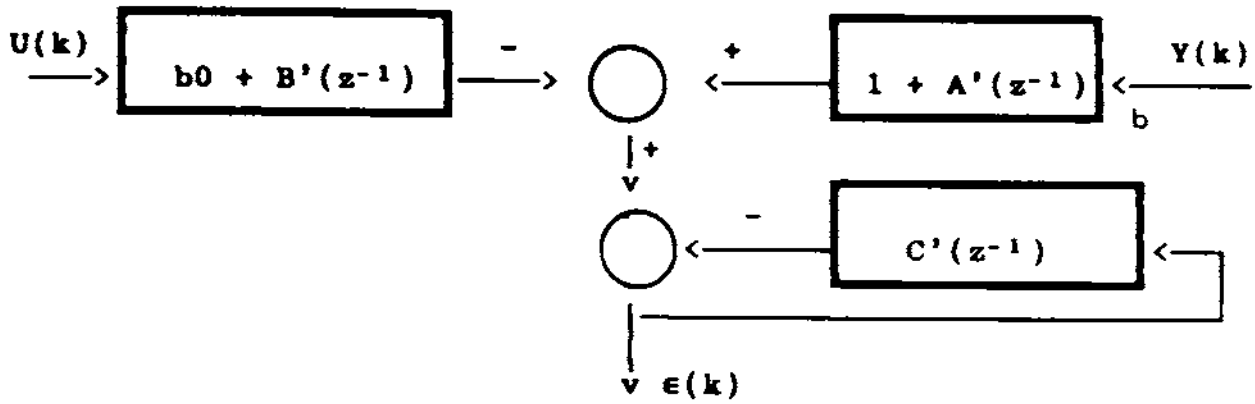 U(k)
b0 + B'(z⁻¹)
-
+
1 + A'(z⁻¹)
Y(k)
b
+
v
-
C'(z⁻¹)
v ϵ(k)